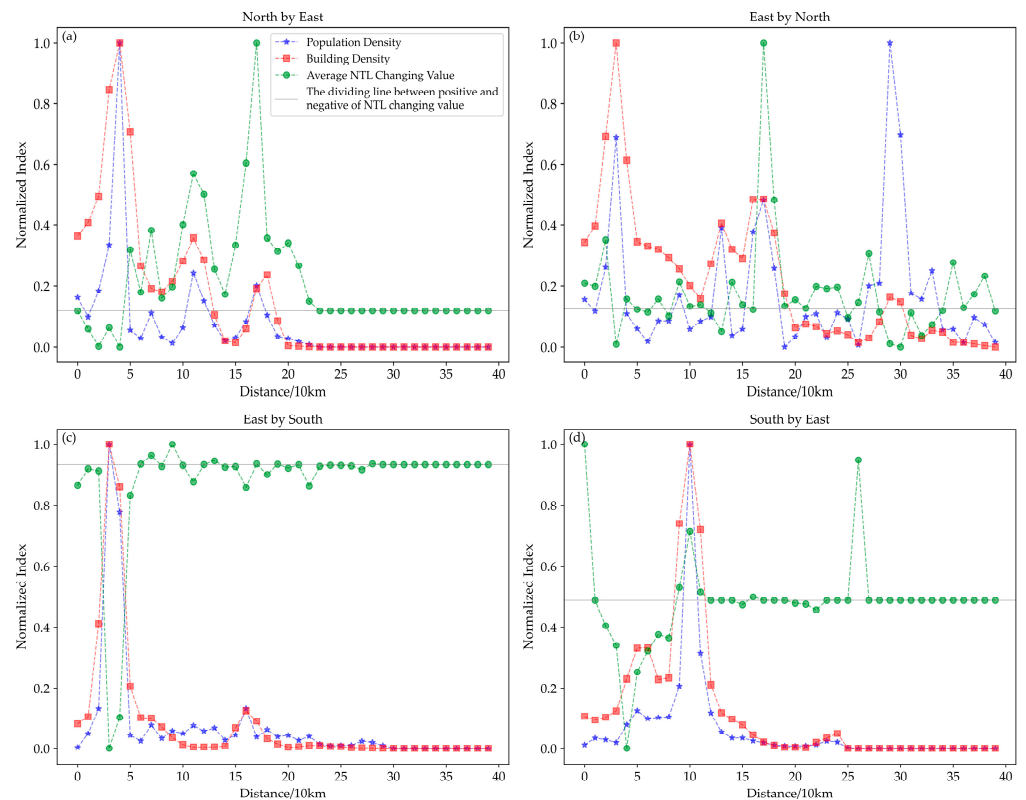 North by East
(a)
Population Density
Building Density
Average NTL Changing Value
The dividing line between positive and
negative of NTL changing value
Normalized Index
1.0
0.8
0.6
0.4
0.2
0.0
0 5 10 15 20 25 30 35 40
Distance/10km
East by North
(b)
Normalized Index
1.0
0.8
0.6
0.4
0.2
0.0
0 5 10 15 20 25 30 35 40
Distance/10km
East by South
(c)
Normalized Index
1.0
0.8
0.6
0.4
0.2
0.0
0 5 10 15 20 25 30 35 40
Distance/10km
South by East
(d)
Normalized Index
1.0
0.8
0.6
0.4
0.2
0.0
0 5 10 15 20 25 30 35 40
Distance/10km